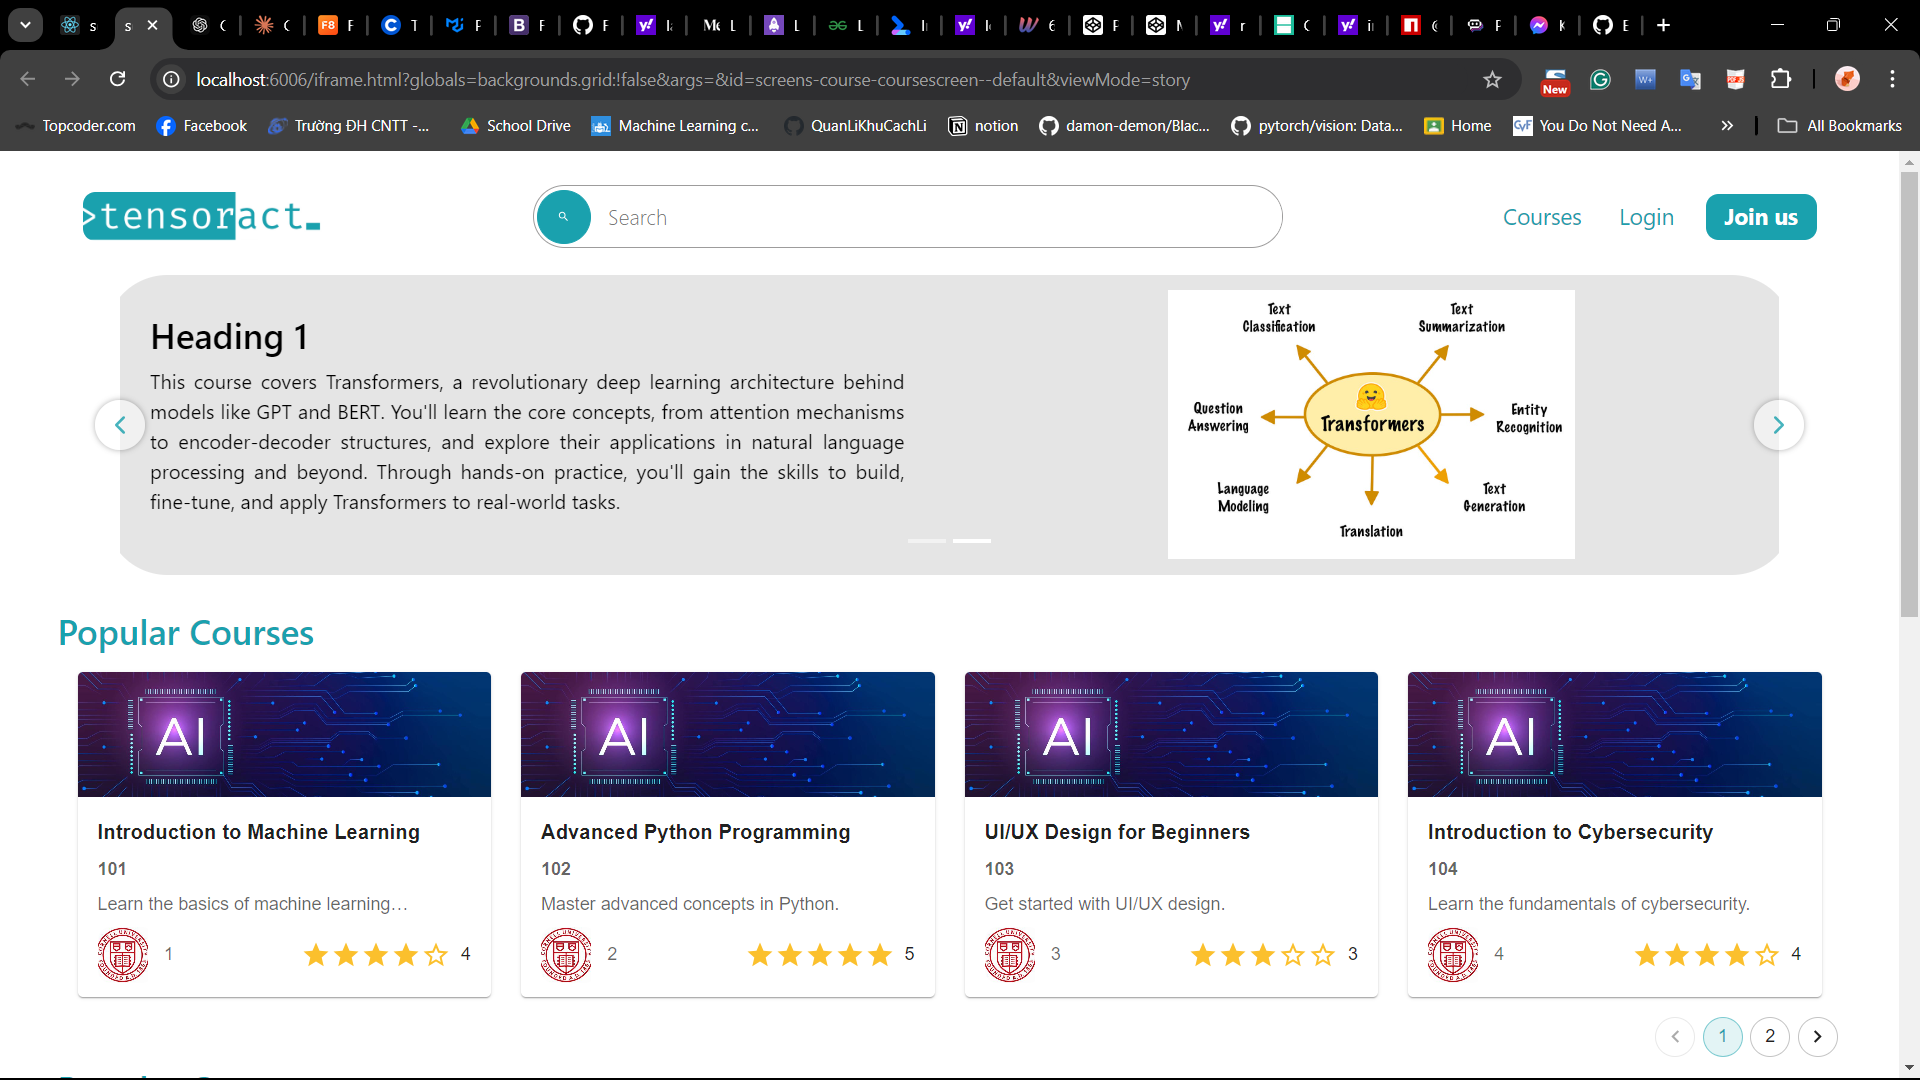 localhost:6006/iframe.html?globals=backgrounds.grid:!false&args=&id=screens-course-coursescreen--default&viewMode=story
New
Topcoder.com
Facebook
Trường ĐH CNTT -...
School Drive
Machine Learning c...
QuanLiKhuCachLi
notion
damon-demon/Blac...
pytorch/vision: Data...
Home
You Do Not Need A...
All Bookmarks
>tensoract_
Search
Courses
Login
Join us
Heading 1
This course covers Transformers, a revolutionary deep learning architecture behind
models like GPT and BERT. You'll learn the core concepts, from attention mechanisms
to encoder-decoder structures, and explore their applications in natural language
processing and beyond. Through hands-on practice, you'll gain the skills to build,
fine-tune, and apply Transformers to real-world tasks.
Text
Classification
Text
Summarization
Question
Answering
Transformers
Entity
Recognition
Language
Modeling
Text
Generation
Translation
Popular Courses
AI
AI
AI
AI
Introduction to Machine Learning
101
Learn the basics of machine learning…
1
4
Advanced Python Programming
102
Master advanced concepts in Python.
2
5
UI/UX Design for Beginners
103
Get started with UI/UX design.
3
3
Introduction to Cybersecurity
104
Learn the fundamentals of cybersecurity.
4
4
1
2